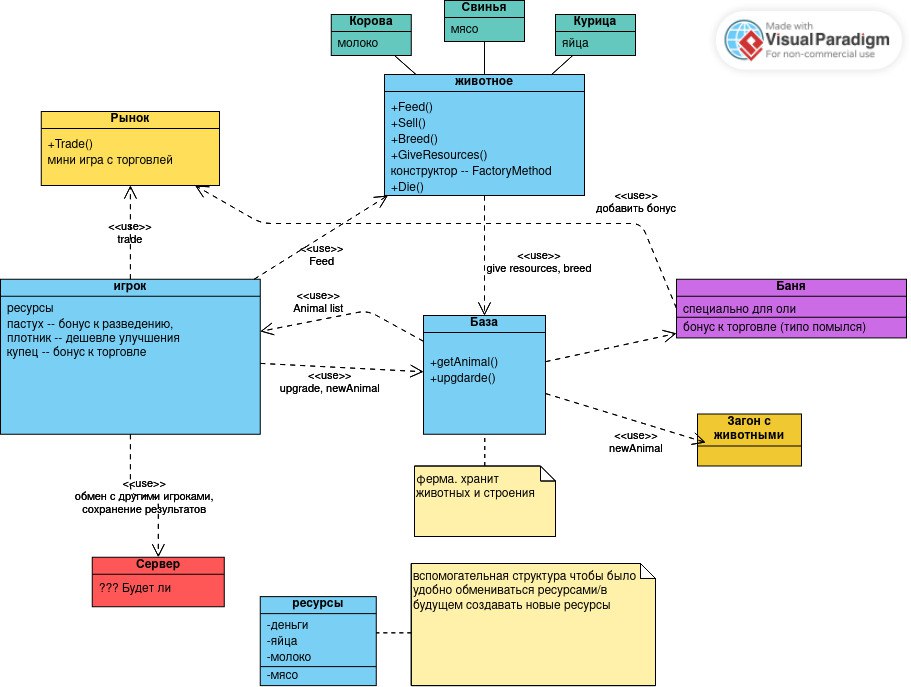 Корова
молоко
Свинья
мясо
Курица
яйца
Made with
Visual Paradigm
For non-commercial use
животное
+Feed()
+Sell()
+Breed()
+GiveResources()
конструктор -- FactoryMethod
+Die()
Рынок
+Trade()
мини игра с торговлей
<<use>>
добавить бонус
<<use>>
trade
<<use>>
Feed
<<use>>
give resources, breed
игрок
ресурсы
пастух -- бонус к разведению,
плотник -- дешевле улучшения
купец -- бонус к торговле
<<use>>
Animal list
База
+getAnimal()
+upgdarde()
Баня
специально для оли
бонус к торговле (типо помылся)
<<use>>
upgrade, newAnimal
Загон с
животными
<<use>>
newAnimal
ферма. хранит
животных и строения
<<use>>
обмен с другими игроками,
сохранение результатов
Сервер
??? Будет ли
ресурсы
-деньги
-яйца
-молоко
-мясо
вспомогательная структура чтобы было
удобно обмениваться ресурсами/в
будущем создавать новые ресурсы